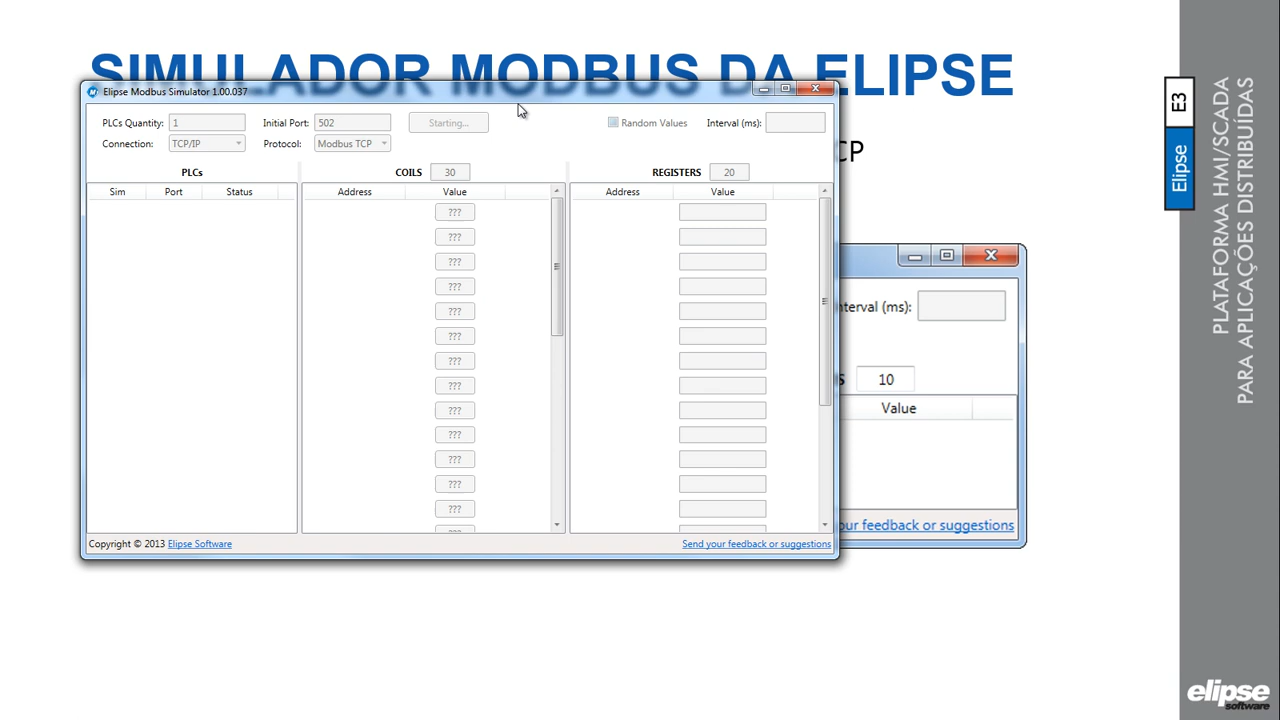 SIMULADOR MODBUS DA ELIPSE
Elipse Modbus Simulator 1.00.037
PLCs Quantity: 1 Initial Port: 502 Starting... Random Values Interval (ms):
Connection: TCP/IP Protocol: Modbus TCP
CP
PLCs COILS 30 REGISTERS 20
Sim Port Status Address Value Address Value
???
???
???
???
???
???
???
???
???
???
???
???
???
???
Copyright © 2013 Elipse Software Send your feedback or suggestions
nterval (ms):
S 10
Value
our feedback or suggestions
Elipse E3
PLATAFORMA HMI/SCADA
PARA APLICAÇÕES DISTRIBUÍDAS
elipse
software